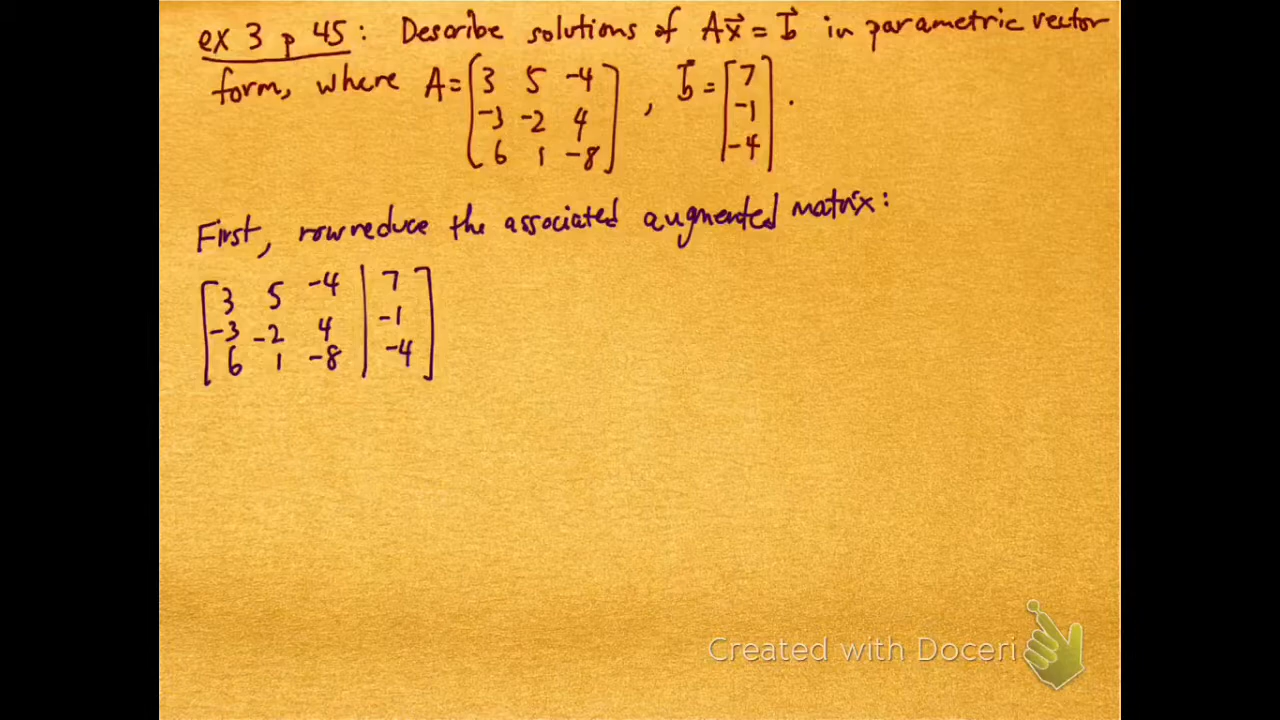 ex 3 p 45: Describe solutions of Ax⃗ = b⃗ in parametric vector
form, where A = [3 5 -4 , b⃗ = [7
-3 -2 4 -1 .
6 1 -8] -4]
First, row reduce the associated augmented matrix:
[3 5 -4 | 7
-3 -2 4 | -1
6 1 -8 | -4]
Created with Doceri